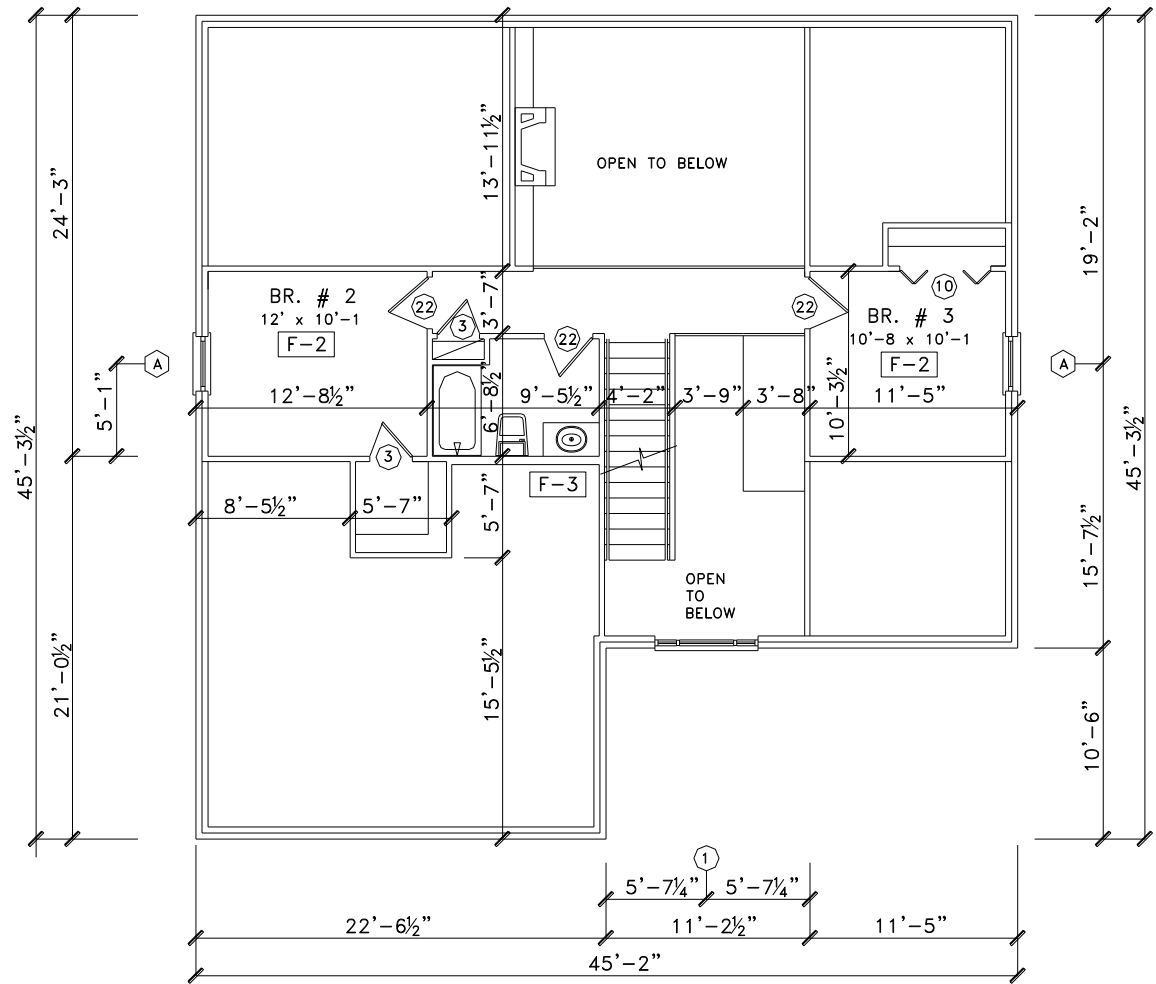 13'-11½"
OPEN TO BELOW
24'-3"
19'-2"
3'-7"
10
BR. # 2
12' x 10'-1
F-2
22
3
22
22
BR. # 3
10'-8 x 10'-1
F-2
A
A
5'-1"
12'-8½"
6'-8½"
9'-5½"
4'-2"
3'-9"
3'-8"
10'-3½"
11'-5"
45'-3½"
45'-3½"
3
F-3
8'-5½"
5'-7"
5'-7"
15'-7½"
OPEN
TO
BELOW
21'-0½"
15'-5½"
10'-6"
1
5'-7¼"
5'-7¼"
22'-6½"
11'-2½"
11'-5"
45'-2"